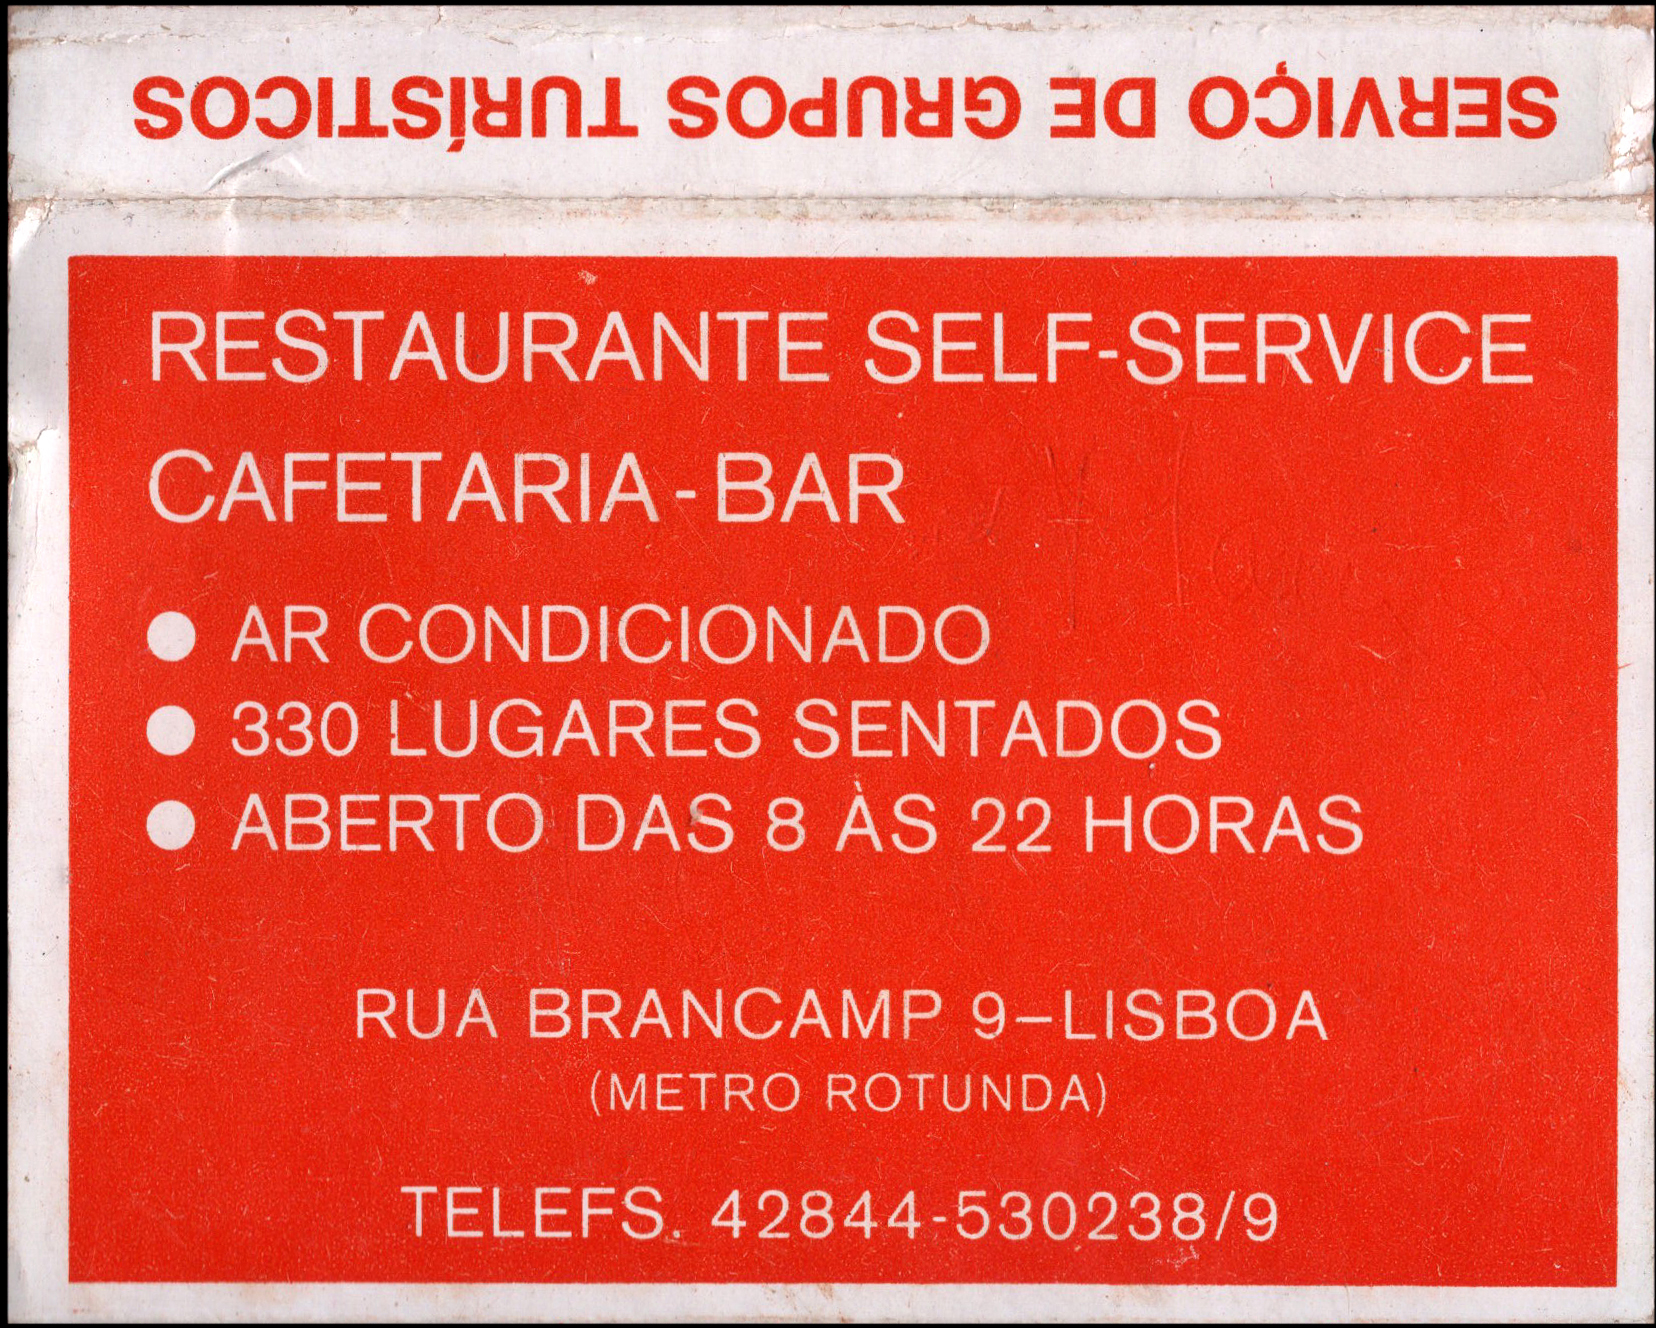 SERVIÇO DE GRUPOS TURÍSTICOS
RESTAURANTE SELF-SERVICE
CAFETARIA - BAR
● AR CONDICIONADO
● 330 LUGARES SENTADOS
● ABERTO DAS 8 ÀS 22 HORAS
RUA BRANCAMP 9-LISBOA
(METRO ROTUNDA)
TELEFS. 42844-530238/9